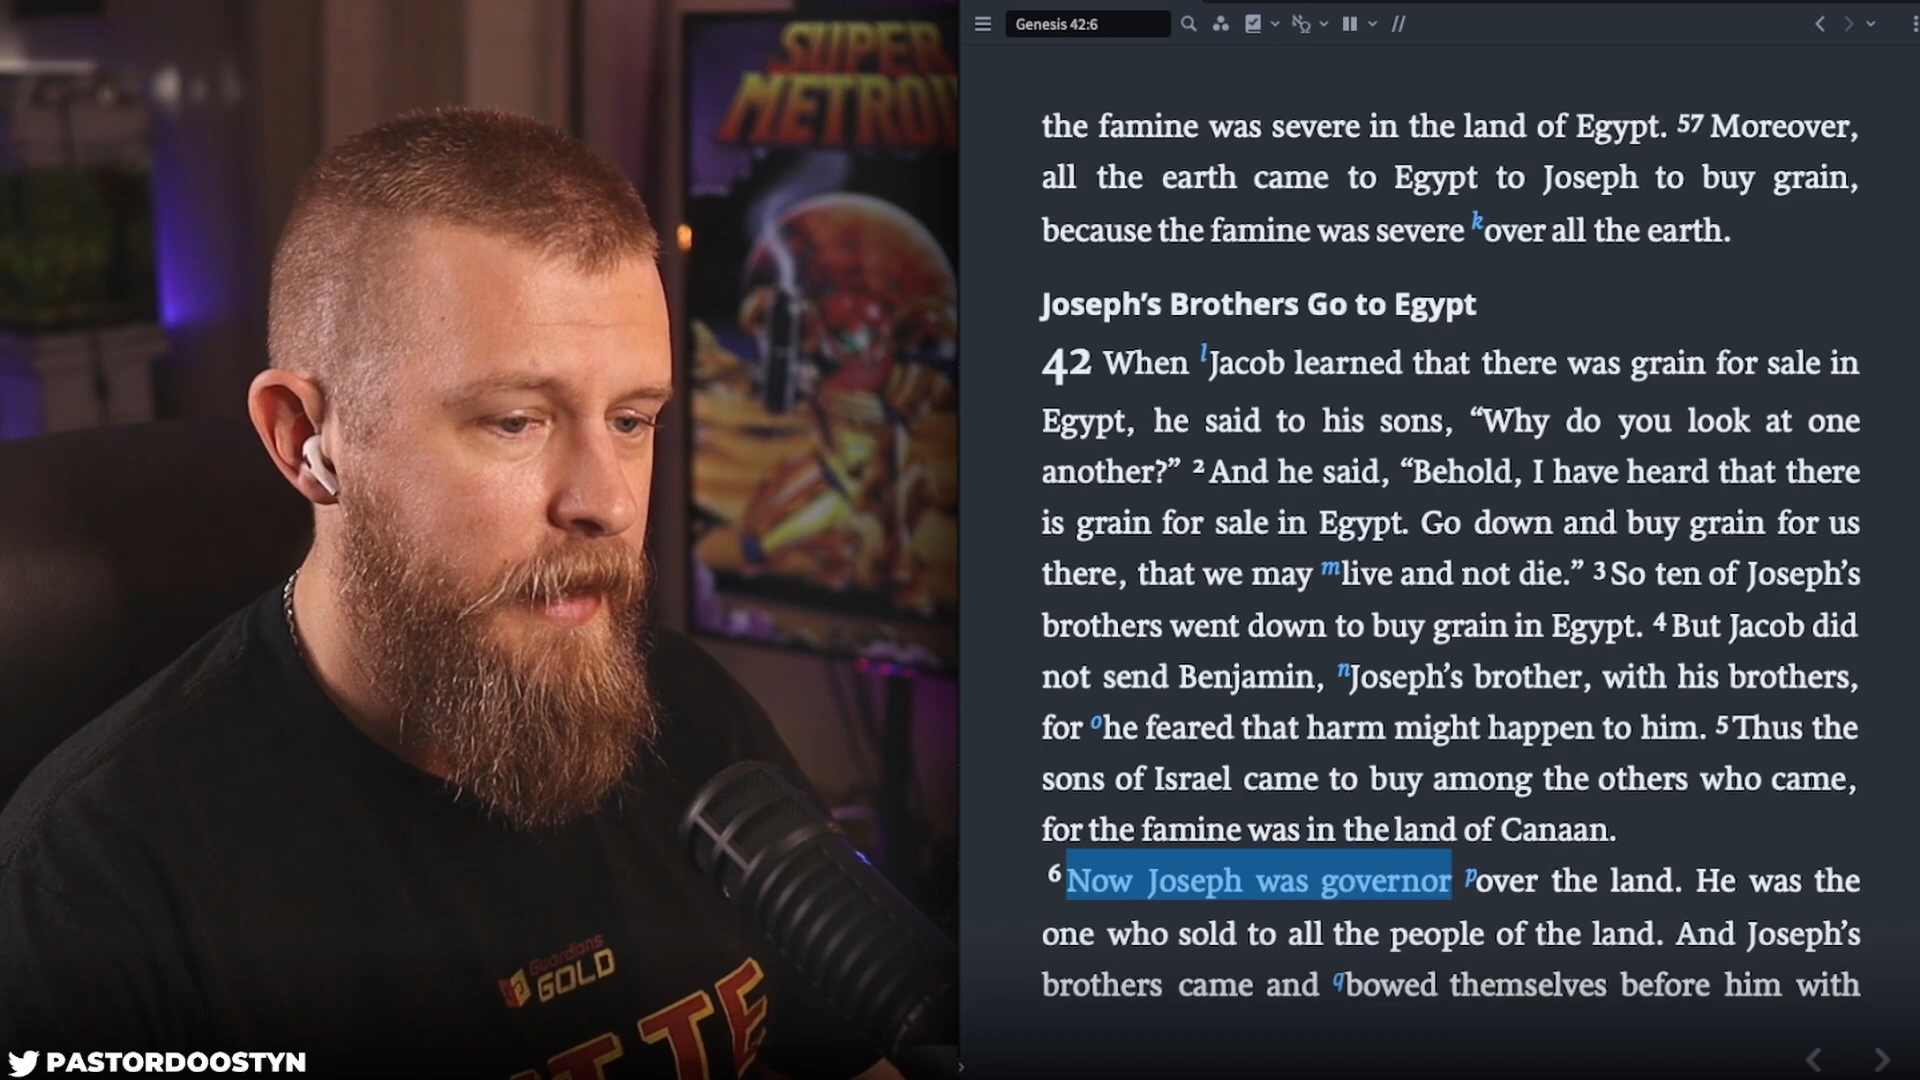 SUPER
METROI
Genesis 42:6
the famine was severe in the land of Egypt. 57 Moreover,
all the earth came to Egypt to Joseph to buy grain,
because the famine was severe k over all the earth.
Joseph’s Brothers Go to Egypt
42 When l Jacob learned that there was grain for sale in
Egypt, he said to his sons, “Why do you look at one
another?” 2 And he said, “Behold, I have heard that there
is grain for sale in Egypt. Go down and buy grain for us
there, that we may m live and not die.” 3 So ten of Joseph’s
brothers went down to buy grain in Egypt. 4 But Jacob did
not send Benjamin, n Joseph’s brother, with his brothers,
for o he feared that harm might happen to him. 5 Thus the
sons of Israel came to buy among the others who came,
for the famine was in the land of Canaan.
6 Now Joseph was governor p over the land. He was the
one who sold to all the people of the land. And Joseph’s
brothers came and q bowed themselves before him with
Guardians
GOLD
TTE
PASTORDOOSTYN